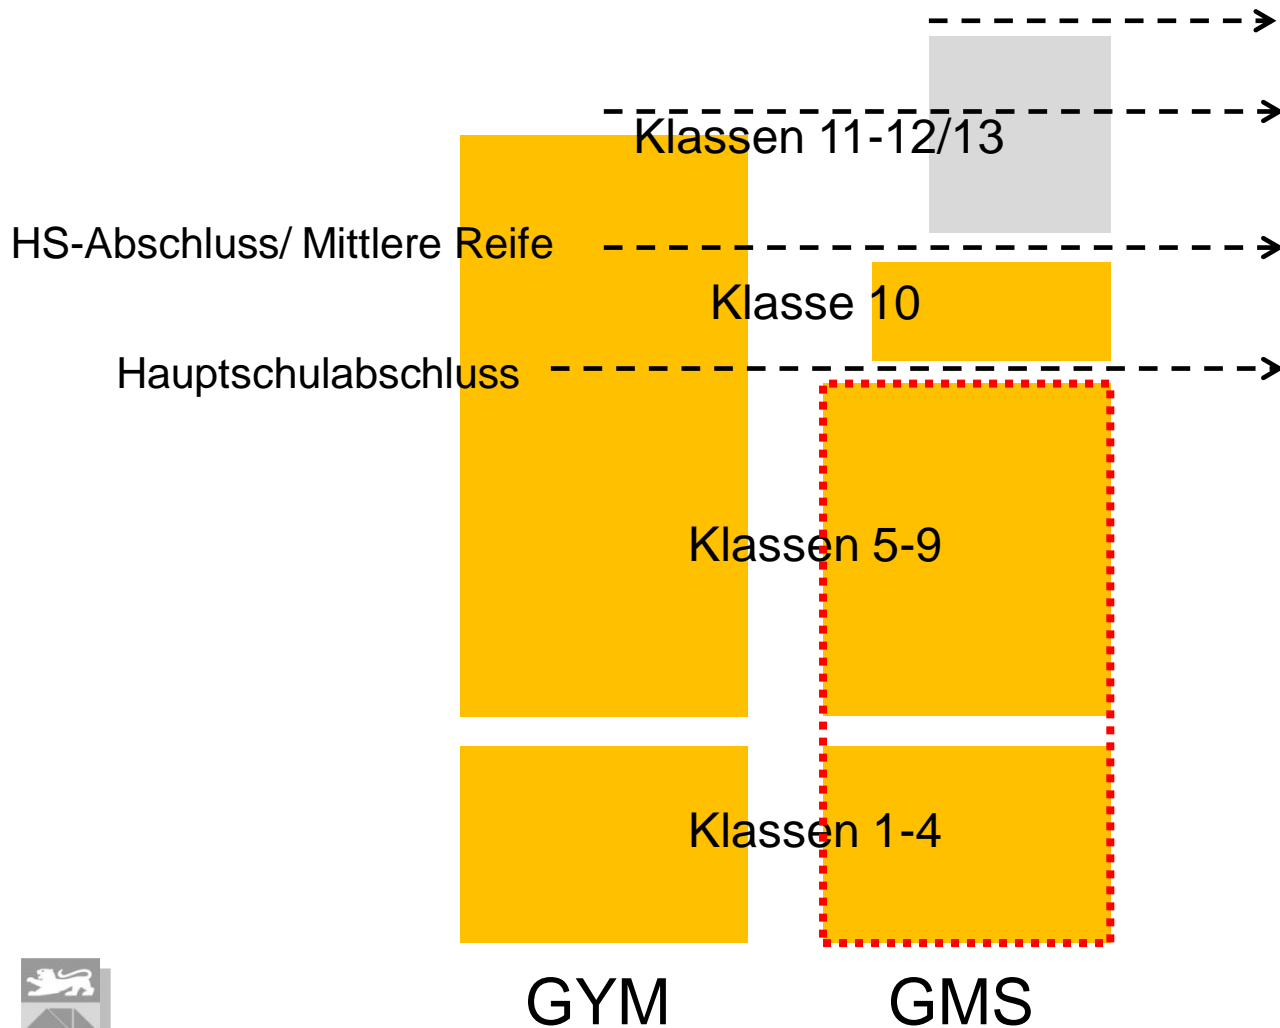 Klassen 11-12/13
HS-Abschluss/ Mittlere Reife
Klasse 10
Hauptschulabschluss
Klassen 5-9
Klassen 1-4
GYM
GMS